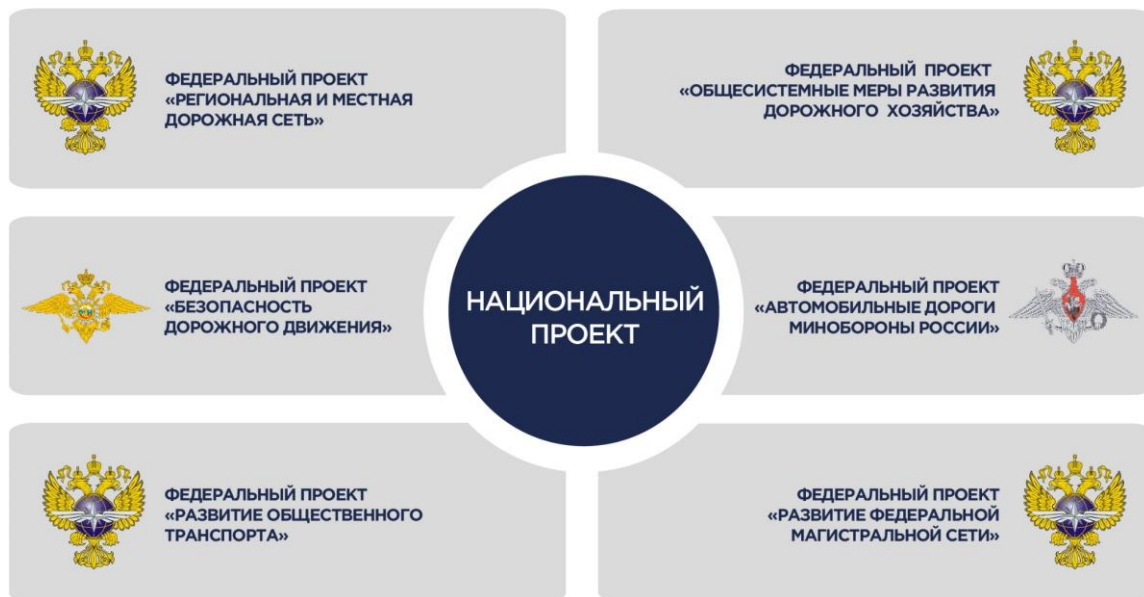 ФЕДЕРАЛЬНЫЙ ПРОЕКТ
«РЕГИОНАЛЬНАЯ И МЕСТНАЯ
ДОРОЖНАЯ СЕТЬ»
ФЕДЕРАЛЬНЫЙ ПРОЕКТ
«ОБЩЕСИСТЕМНЫЕ МЕРЫ РАЗВИТИЯ
ДОРОЖНОГО ХОЗЯЙСТВА»
ФЕДЕРАЛЬНЫЙ ПРОЕКТ
«БЕЗОПАСНОСТЬ
ДОРОЖНОГО ДВИЖЕНИЯ»
НАЦИОНАЛЬНЫЙ
ПРОЕКТ
ФЕДЕРАЛЬНЫЙ ПРОЕКТ
«АВТОМОБИЛЬНЫЕ ДОРОГИ
МИНОБОРОНЫ РОССИИ»
ФЕДЕРАЛЬНЫЙ ПРОЕКТ
«РАЗВИТИЕ ОБЩЕСТВЕННОГО
ТРАНСПОРТА»
ФЕДЕРАЛЬНЫЙ ПРОЕКТ
«РАЗВИТИЕ ФЕДЕРАЛЬНОЙ
МАГИСТРАЛЬНОЙ СЕТИ»